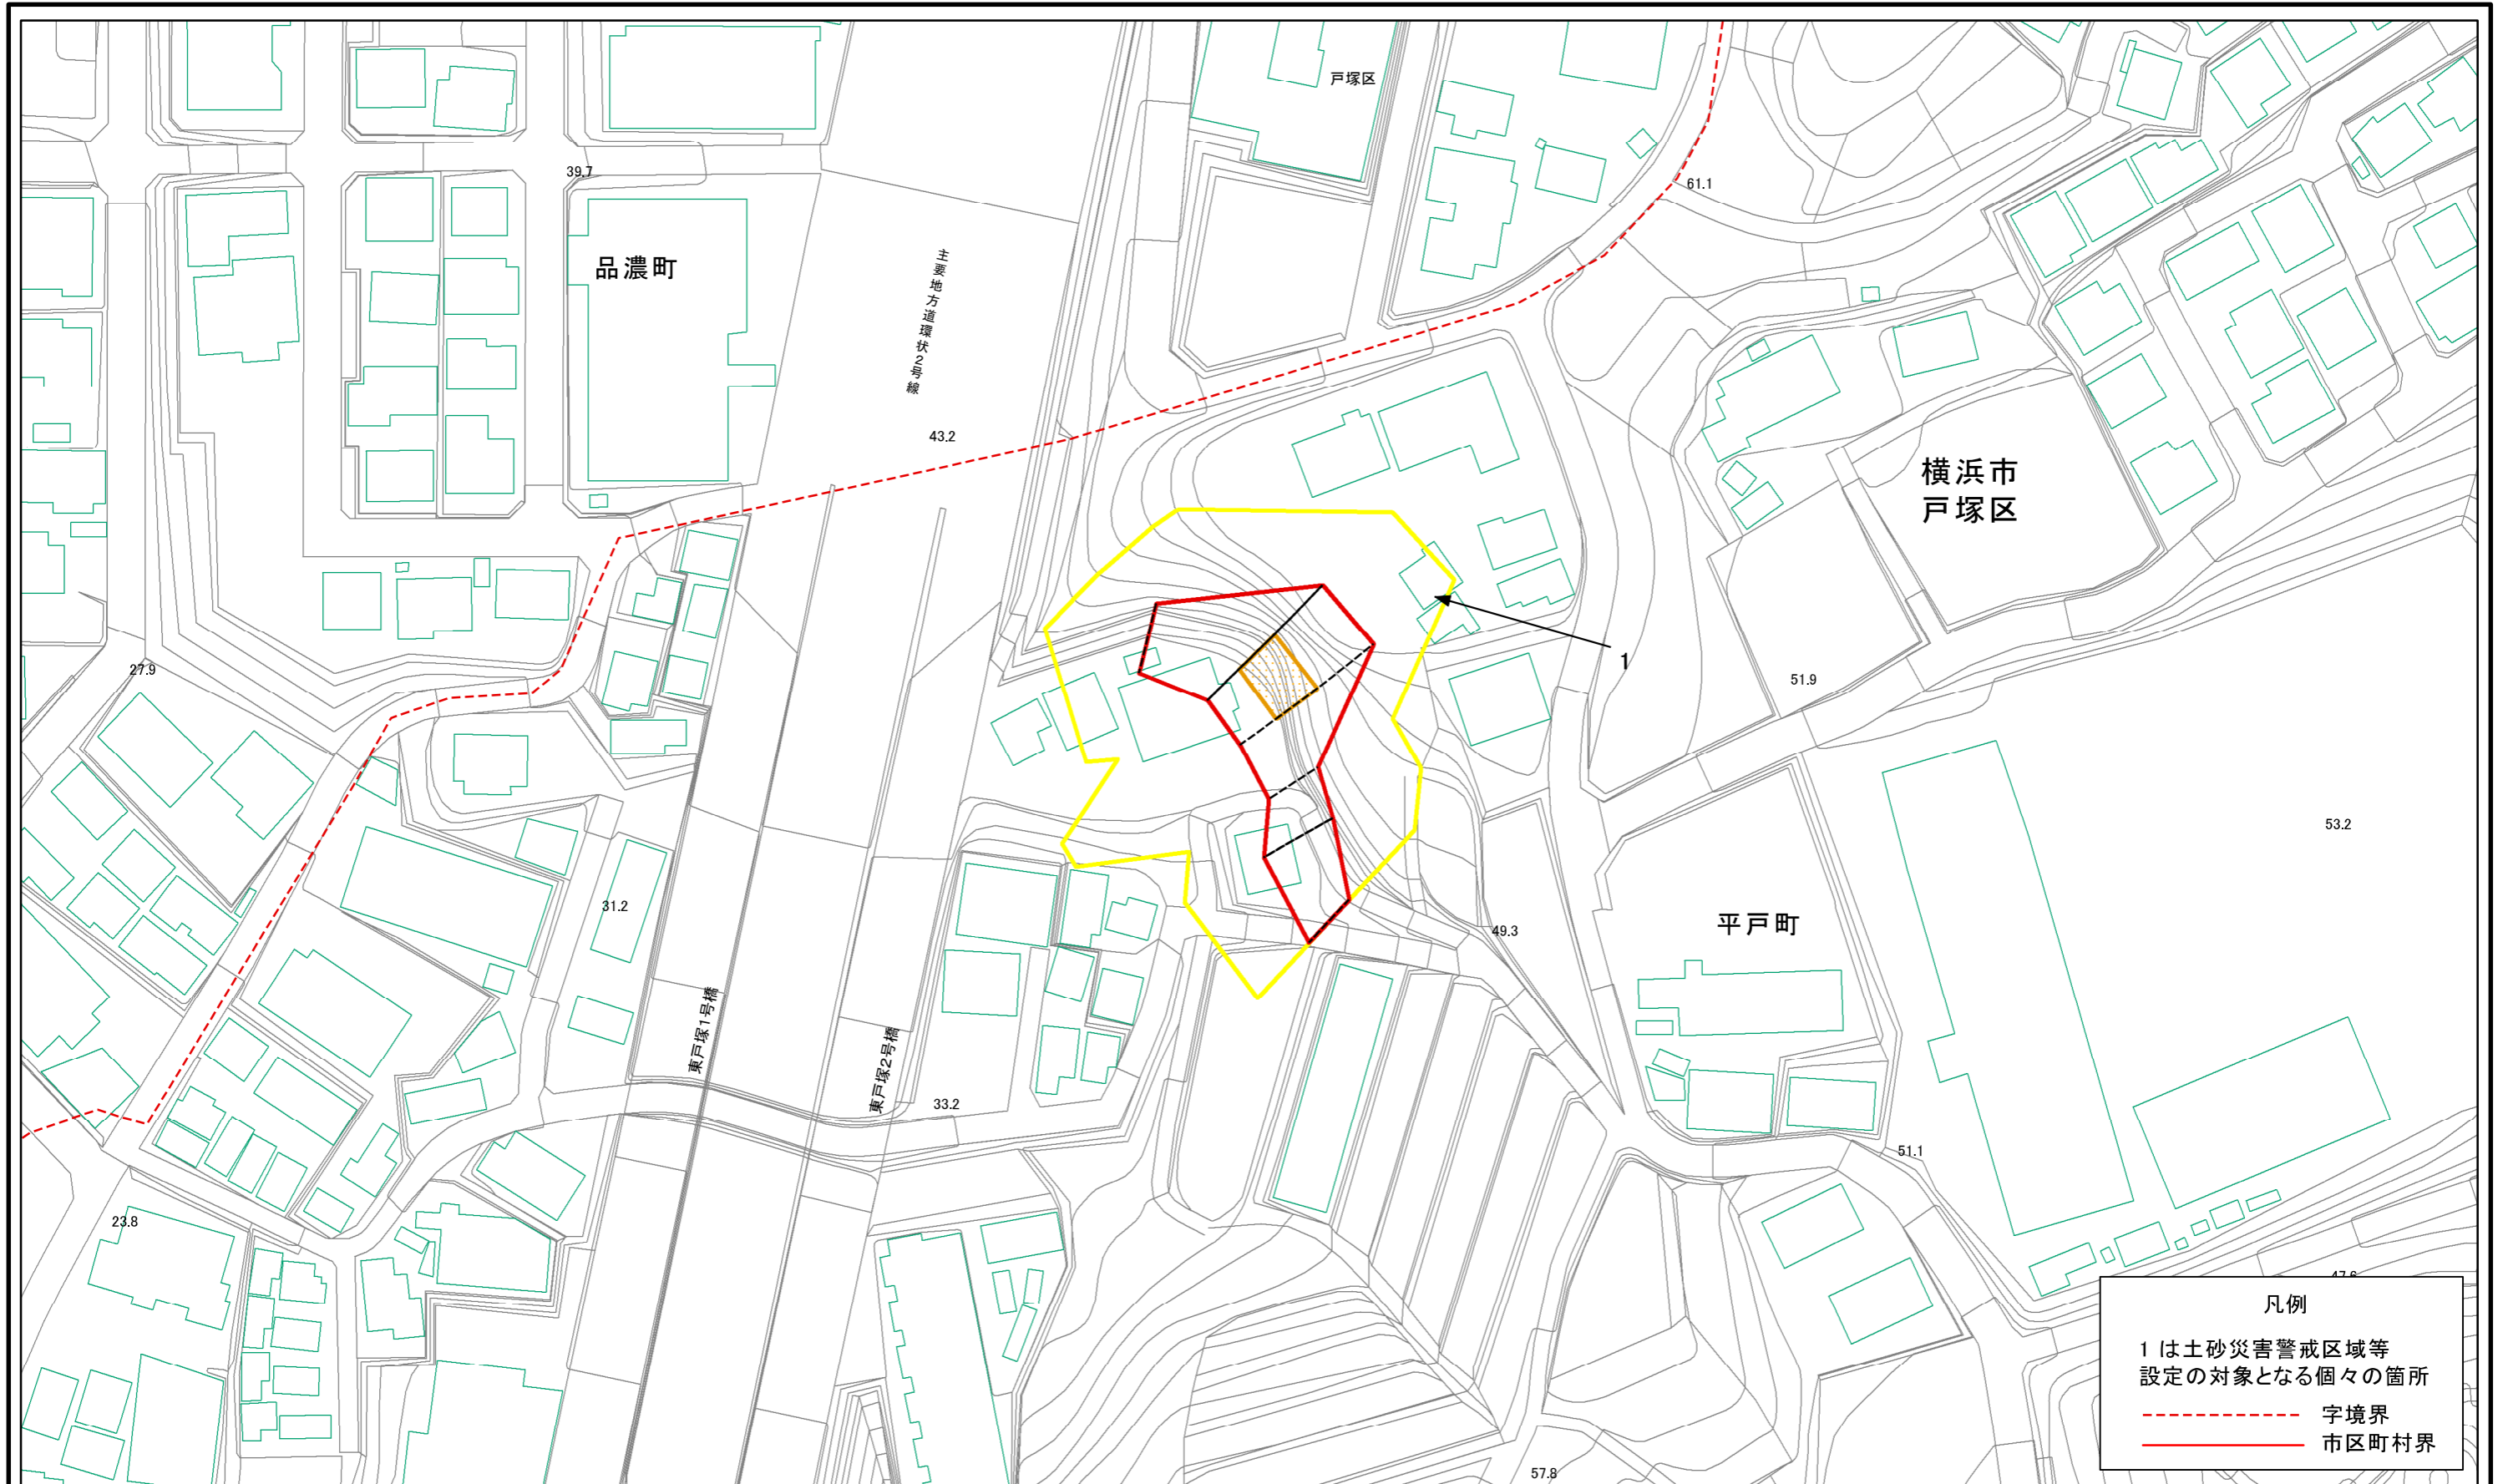 戸塚区
39.7
61.1
品濃町
主要地方道環状2号線
43.2
横浜市
戸塚区
27.9
1
51.9
53.2
31.2
49.3
平戸町
東戸塚1号橋
東戸塚2号橋
33.2
51.1
23.8
47.6
凡例
1 は土砂災害警戒区域等
設定の対象となる個々の箇所
字境界
市区町村界
57.8